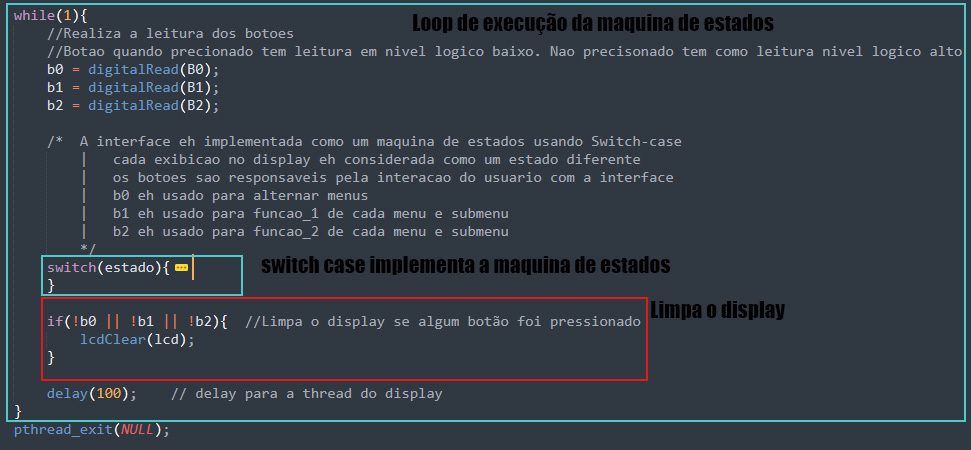 while(1){
Loop de execução da maquina de estados
//Realiza a leitura dos botoes
//Botao quando precionado tem leitura em nivel logico baixo. Nao precisonado tem como leitura nivel logico alto
b0 = digitalRead(B0);
b1 = digitalRead(B1);
b2 = digitalRead(B2);
/* A interface eh implementada como um maquina de estados usando Switch-case
| cada exibicao no display eh considerada como um estado diferente
| os botoes sao responsaveis pela interacao do usuario com a interface
| b0 eh usado para alternar menus
| b1 eh usado para funcao_1 de cada menu e submenu
| b2 eh usado para funcao_2 de cada menu e submenu
*/
switch(estado){ ···
switch case implementa a maquina de estados
}
Limpa o display
if(!b0 || !b1 || !b2){ //Limpa o display se algum botão foi pressionado
lcdClear(lcd);
}
delay(100); // delay para a thread do display
}
pthread_exit(NULL);